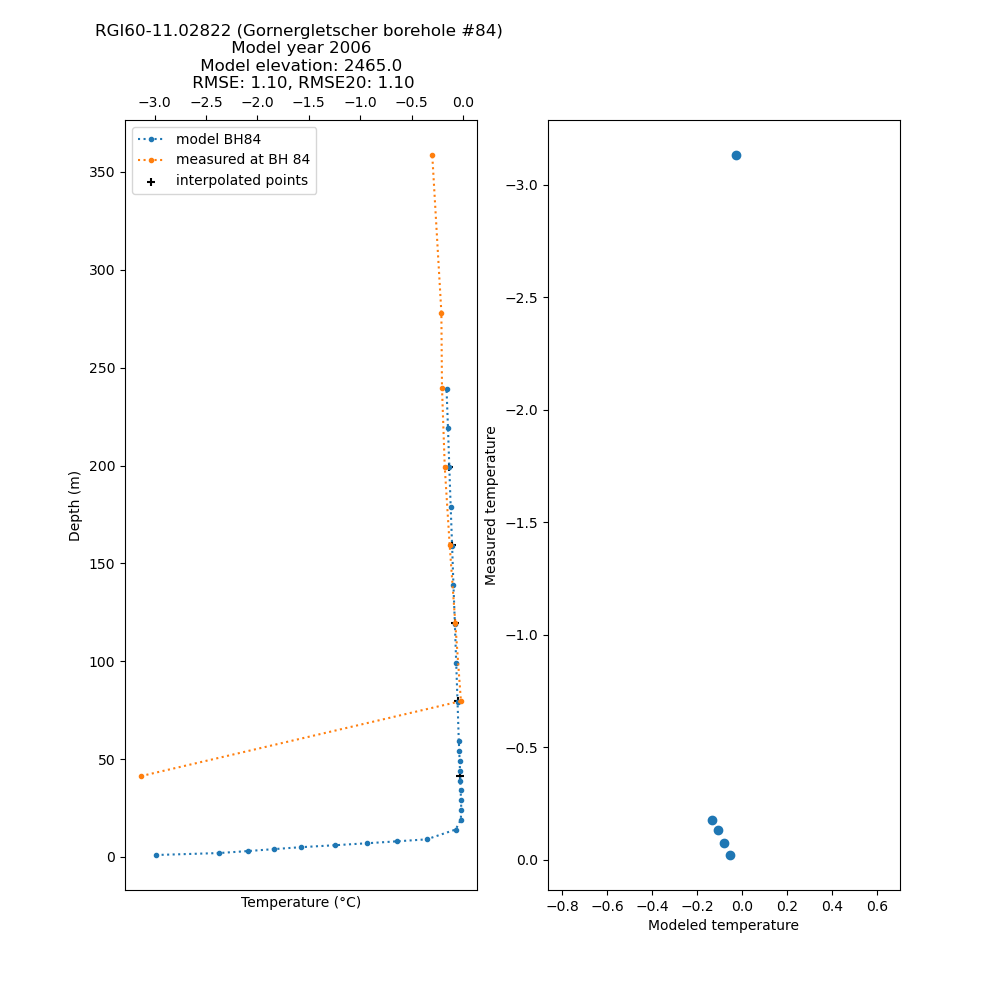 RGI60-11.02822 (Gornergletscher borehole #84)
Model year 2006
Model elevation: 2465.0
RMSE: 1.10, RMSE20: 1.10
−3.0 −2.5 −2.0 −1.5 −1.0 −0.5 0.0
model BH84
measured at BH 84
interpolated points
350
300
250
200
150
100
50
0
Depth (m)
Temperature (°C)
−3.0
−2.5
−2.0
−1.5
−1.0
−0.5
0.0
Measured temperature
−0.8 −0.6 −0.4 −0.2 0.0 0.2 0.4 0.6
Modeled temperature